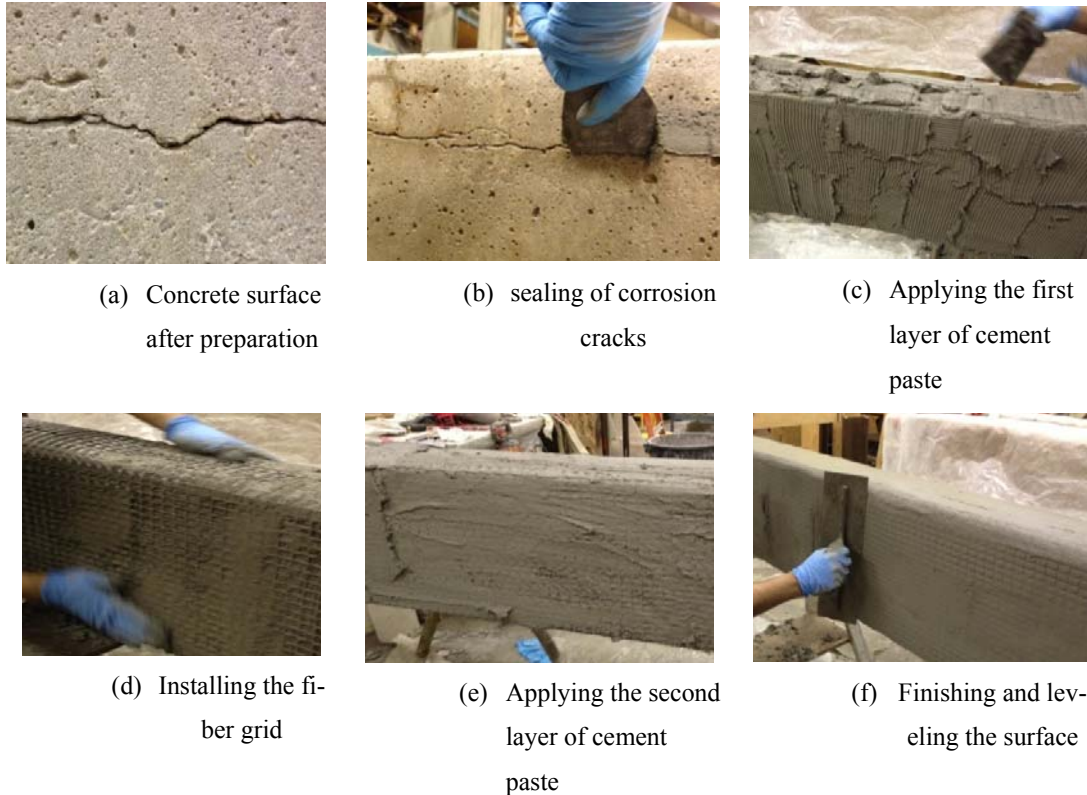 (a) Concrete surface
after preparation
(b) sealing of corrosion
cracks
(c) Applying the first
layer of cement
paste
(d) Installing the fi-
ber grid
(e) Applying the second
layer of cement
paste
(f) Finishing and lev-
eling the surface